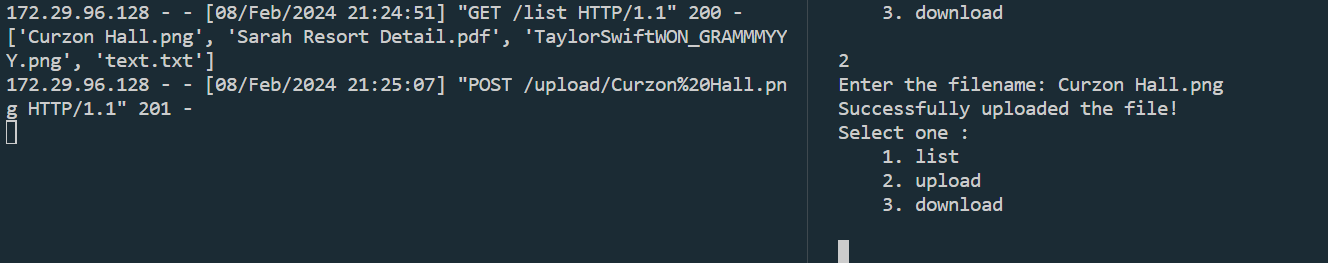 172.29.96.128 - - [08/Feb/2024 21:24:51] "GET /list HTTP/1.1" 200 -
['Curzon Hall.png', 'Sarah Resort Detail.pdf', 'TaylorSwiftWON_GRAMMMYY
Y.png', 'text.txt']
172.29.96.128 - - [08/Feb/2024 21:25:07] "POST /upload/Curzon%20Hall.pn
g HTTP/1.1" 201 -
3. download
2
Enter the filename: Curzon Hall.png
Successfully uploaded the file!
Select one :
1. list
2. upload
3. download